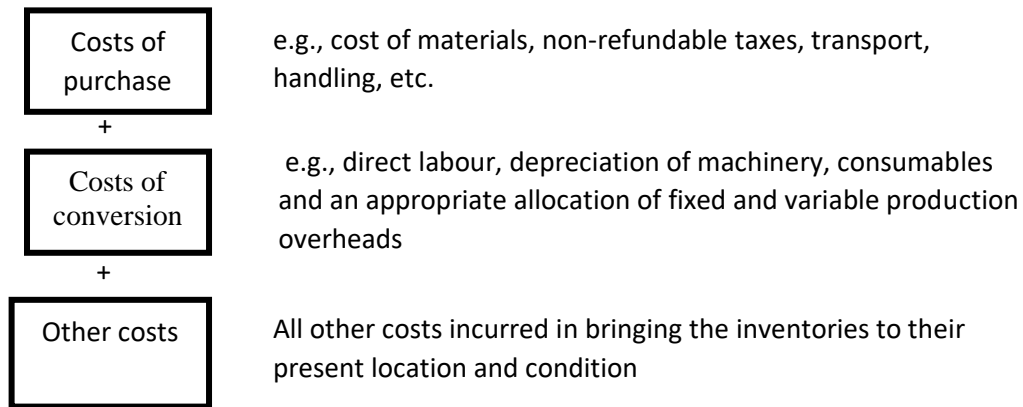 Costs of
purchase
e.g., cost of materials, non-refundable taxes, transport,
handling, etc.
+
Costs of
conversion
e.g., direct labour, depreciation of machinery, consumables
and an appropriate allocation of fixed and variable production
overheads
+
Other costs
All other costs incurred in bringing the inventories to their
present location and condition